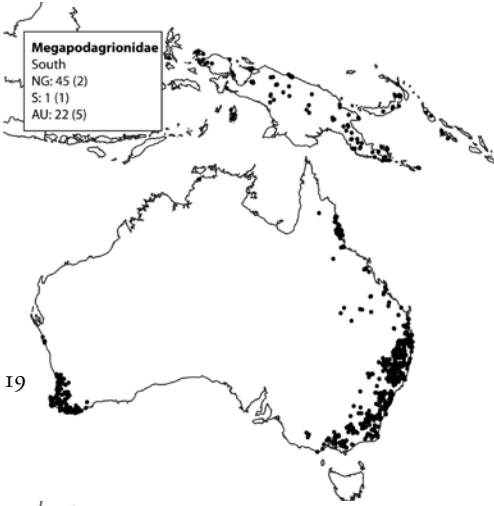 Megapodagrionidae
South
NG: 45 (2)
S: 1 (1)
AU: 22 (5)
19